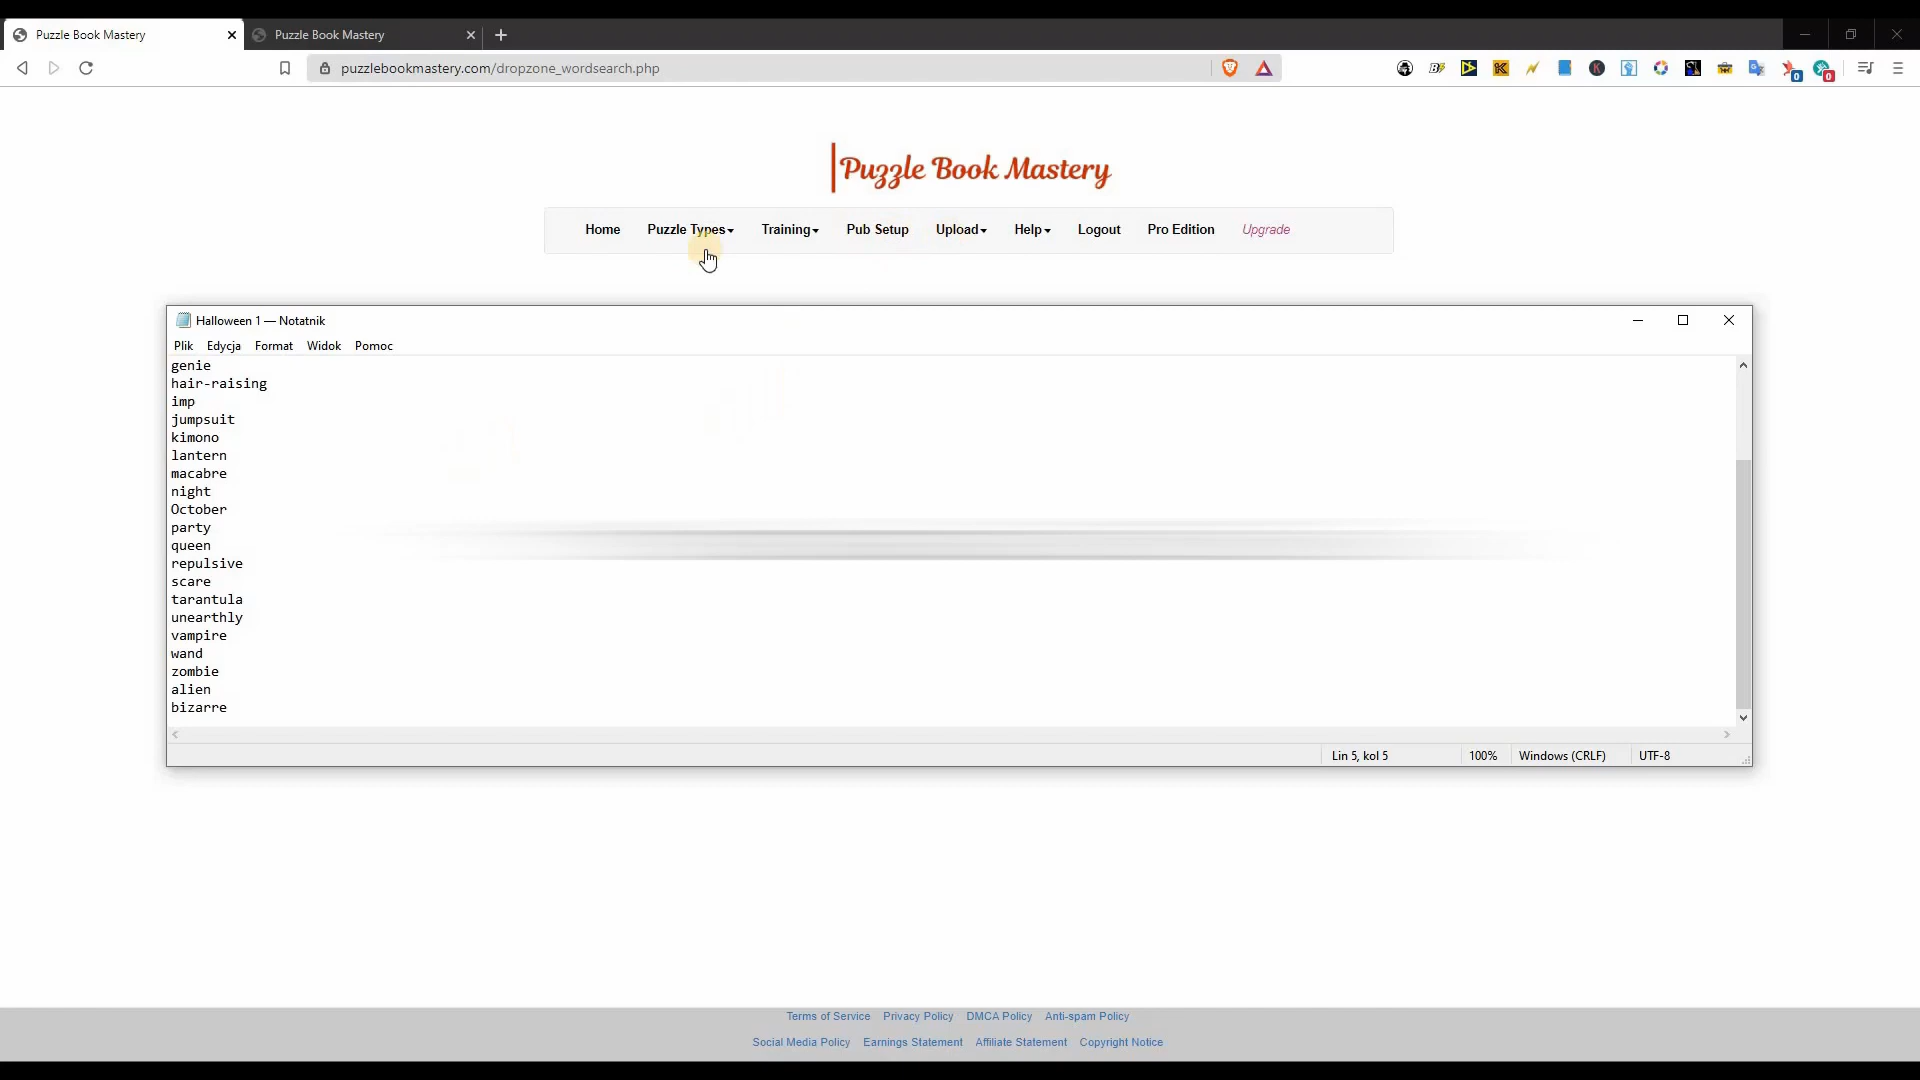 Puzzle Book Mastery
Puzzle Book Mastery
puzzlebookmastery.com/dropzone_wordsearch.php
0
0
Puzzle Book Mastery
Home Puzzle Types Training Pub Setup Upload Help Logout Pro Edition Upgrade
Halloween 1 — Notatnik
Plik Edycja Format Widok Pomoc
genie
hair-raising
imp
jumpsuit
kimono
lantern
macabre
night
October
party
queen
repulsive
scare
tarantula
unearthly
vampire
wand
zombie
alien
bizarre
Lin 5, kol 5 100% Windows (CRLF) UTF-8
Terms of Service Privacy Policy DMCA Policy Anti-spam Policy
Social Media Policy Earnings Statement Affiliate Statement Copyright Notice